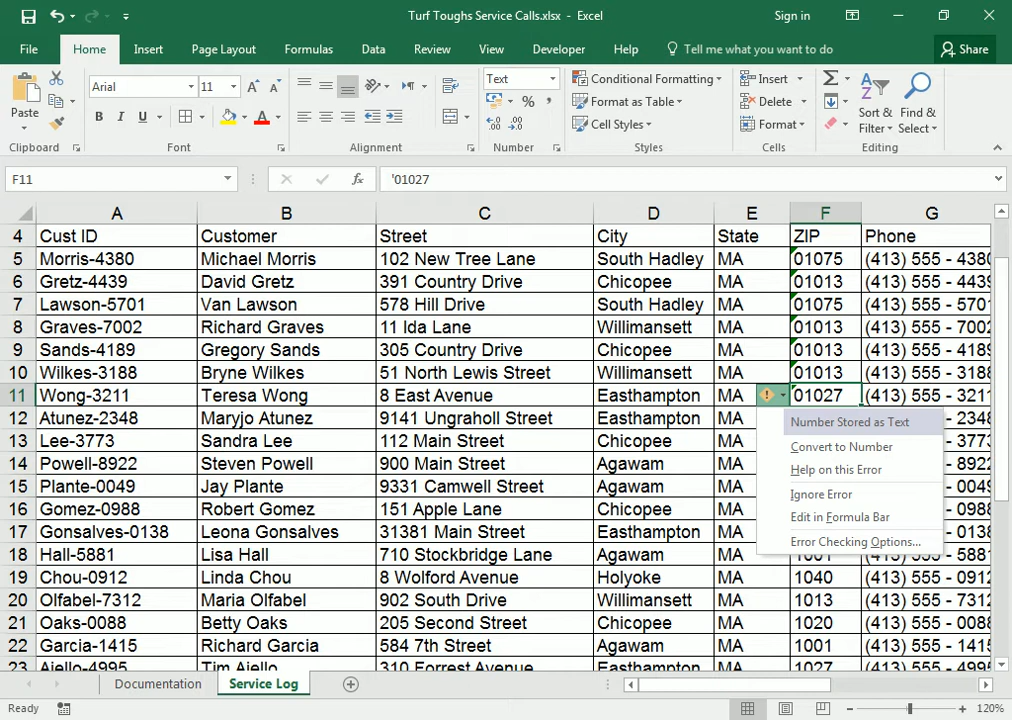 Turf Toughs Service Calls.xlsx - Excel Sign in
File Home Insert Page Layout Formulas Data Review View Developer Help Tell me what you want to do Share
Arial 11 Text Conditional Formatting Insert
Paste Format as Table Delete Sort & Find &
Cell Styles Format Filter Select
Clipboard Font Alignment Number Styles Cells Editing
F11 fx '01027
A B C D E F G
4 Cust ID Customer Street City State ZIP Phone
5 Morris-4380 Michael Morris 102 New Tree Lane South Hadley MA 01075 (413) 555 - 4380
6 Gretz-4439 David Gretz 391 Country Drive Chicopee MA 01013 (413) 555 - 4439
7 Lawson-5701 Van Lawson 578 Hill Drive South Hadley MA 01075 (413) 555 - 5701
8 Graves-7002 Richard Graves 11 Ida Lane Willimansett MA 01013 (413) 555 - 7002
9 Sands-4189 Gregory Sands 305 Country Drive Chicopee MA 01013 (413) 555 - 4189
10 Wilkes-3188 Bryne Wilkes 51 North Lewis Street Willimansett MA 01013 (413) 555 - 3188
11 Wong-3211 Teresa Wong 8 East Avenue Easthampton MA 01027 (413) 555 - 3211
12 Atunez-2348 Maryjo Atunez 9141 Ungraholl Street Easthampton MA Number Stored as Text 2348
13 Lee-3773 Sandra Lee 112 Main Street Chicopee MA Convert to Number 3773
14 Powell-8922 Steven Powell 900 Main Street Agawam MA Help on this Error 8922
15 Plante-0049 Jay Plante 9331 Camwell Street Agawam MA Ignore Error 0049
16 Gomez-0988 Robert Gomez 151 Apple Lane Chicopee MA Edit in Formula Bar 0988
17 Gonsalves-0138 Leona Gonsalves 31381 Main Street Easthampton MA Error Checking Options... 0138
18 Hall-5881 Lisa Hall 710 Stockbridge Lane Agawam MA 1001 (413) 555 - 5881
19 Chou-0912 Linda Chou 8 Wolford Avenue Holyoke MA 1040 (413) 555 - 0912
20 Olfabel-7312 Maria Olfabel 902 South Drive Willimansett MA 1013 (413) 555 - 7312
21 Oaks-0088 Betty Oaks 205 Second Street Chicopee MA 1020 (413) 555 - 0088
22 Garcia-1415 Richard Garcia 584 7th Street Agawam MA 1001 (413) 555 - 1415
23 Aiello-4995 Tim Aiello 310 Forrest Avenue Easthampton MA 1027 (413) 555 - 4995
Documentation Service Log
Ready 120%